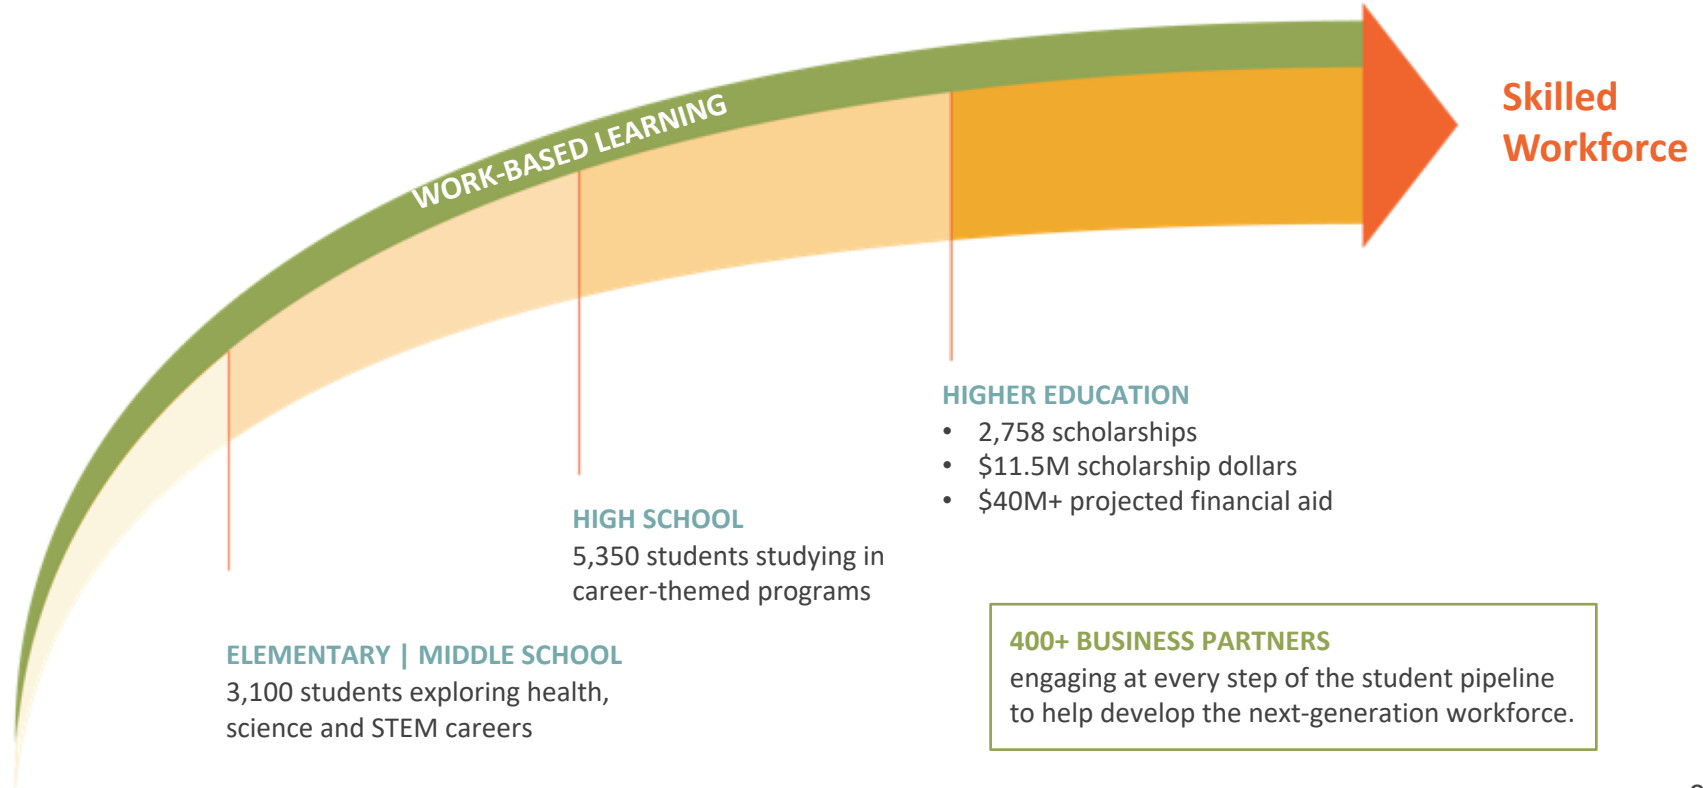 WORK-BASED LEARNING
Skilled
Workforce
HIGHER EDUCATION
• 2,758 scholarships
• $11.5M scholarship dollars
• $40M+ projected financial aid
HIGH SCHOOL
5,350 students studying in
career-themed programs
ELEMENTARY | MIDDLE SCHOOL
3,100 students exploring health,
science and STEM careers
400+ BUSINESS PARTNERS
engaging at every step of the student pipeline
to help develop the next-generation workforce.